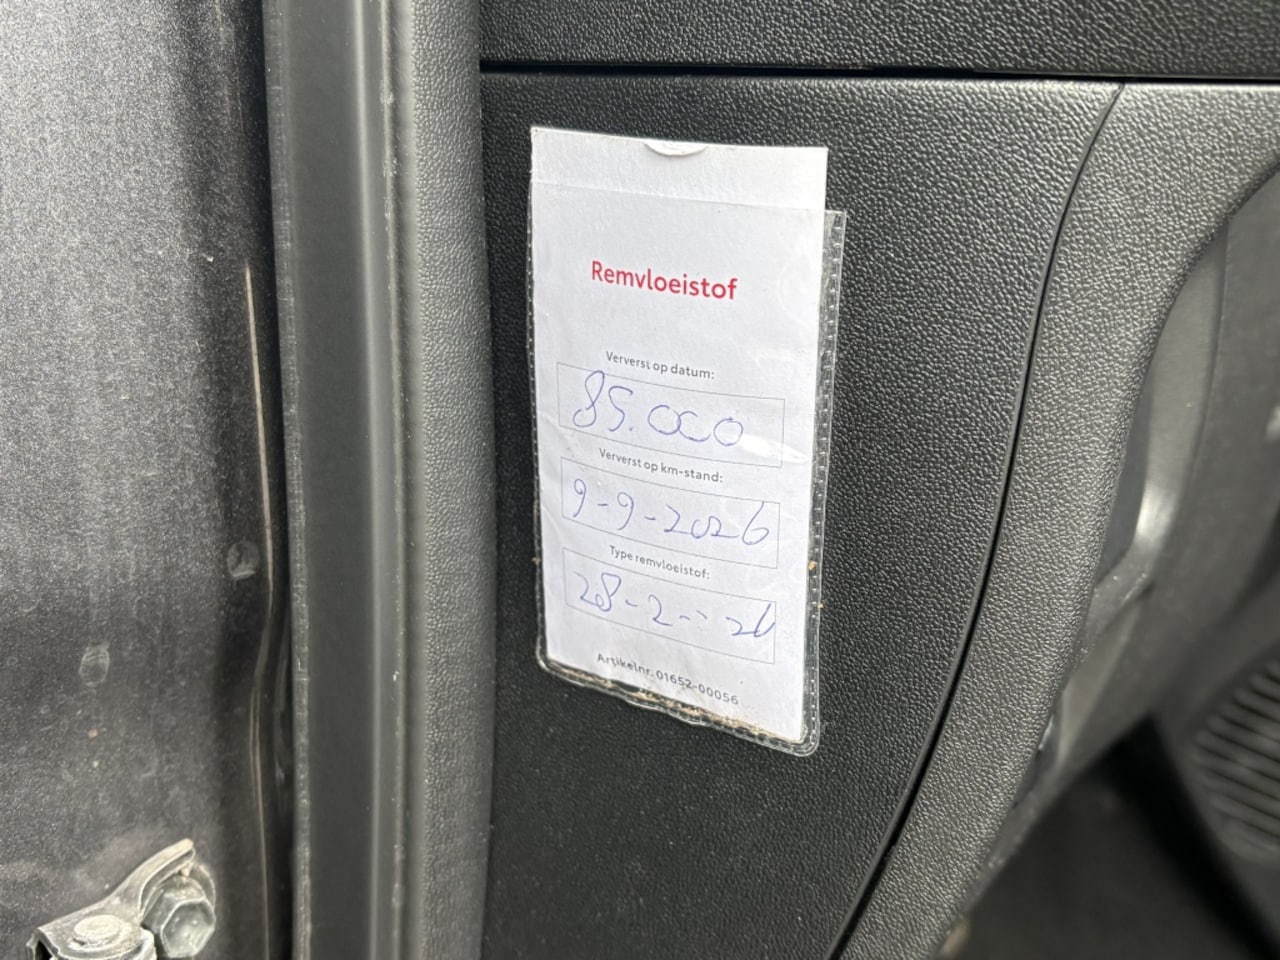 Remvloeistof
Ververst op datum:
85.000
Ververst op km-stand:
9-9-2026
Type remvloeistof:
28-2-
Artikelnr. 01652-00056